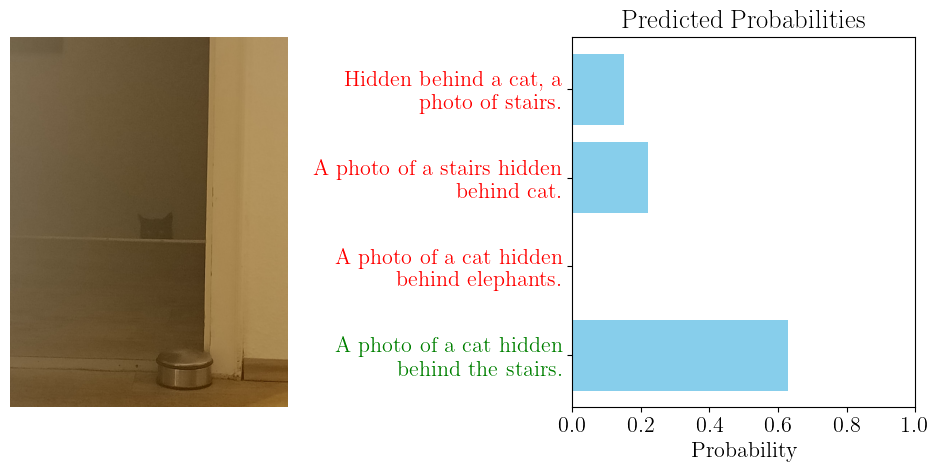 Predicted Probabilities
Hidden behind a cat, a
photo of stairs.
A photo of a stairs hidden
behind cat.
A photo of a cat hidden
behind elephants.
A photo of a cat hidden
behind the stairs.
0.0 0.2 0.4 0.6 0.8 1.0
Probability